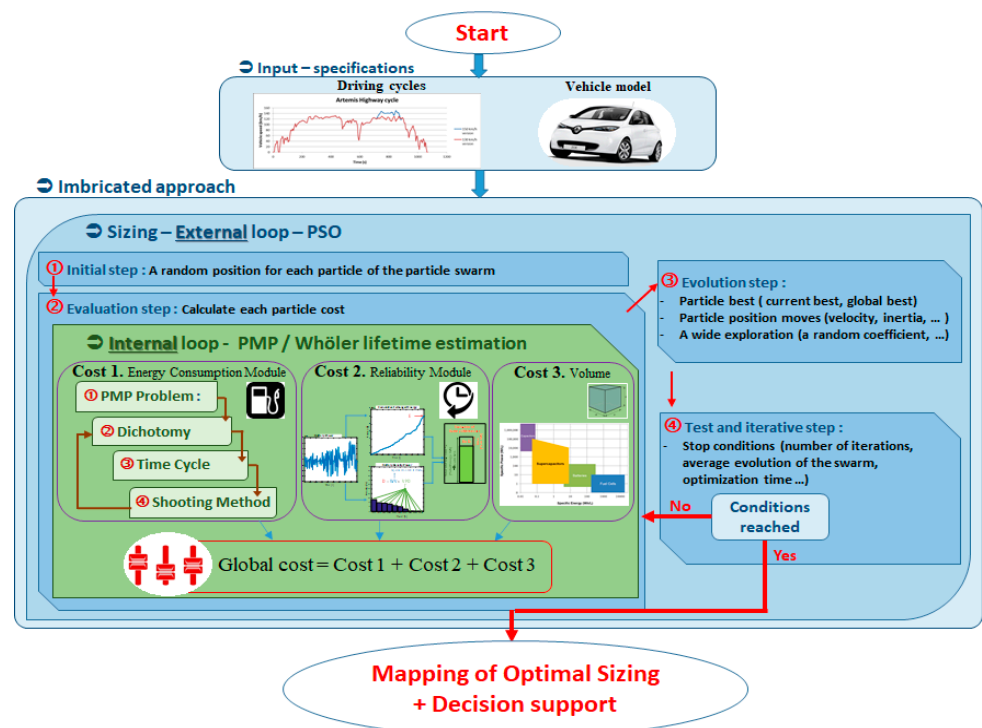 Start
➲ Input – specifications
Driving cycles
Vehicle model
Artemis Highway cycle
Time (s)
➲ Imbricated approach
➲ Sizing – External loop – PSO
① Initial step : A random position for each particle of the particle swarm
② Evaluation step : Calculate each particle cost
➲ Internal loop - PMP / Whöler lifetime estimation
Cost 1. Energy Consumption Module
① PMP Problem :
② Dichotomy
③ Time Cycle
④ Shooting Method
Cost 2. Reliability Module
Cost 3. Volume
Supercapacitors
Fuel Cells
Global cost = Cost 1 + Cost 2 + Cost 3
③ Evolution step :
- Particle best ( current best, global best)
- Particle position moves (velocity, inertia, ... )
- A wide exploration (a random coefficient, ...)
④ Test and iterative step :
- Stop conditions (number of iterations,
average evolution of the swarm,
optimization time ...)
No
Conditions
reached
Yes
Mapping of Optimal Sizing
+ Decision support